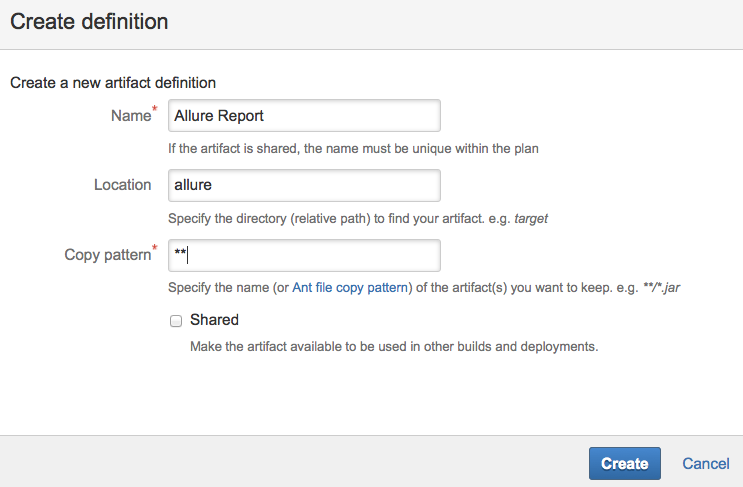 Create definition
Create a new artifact definition
Name* Allure Report
If the artifact is shared, the name must be unique within the plan
Location allure
Specify the directory (relative path) to find your artifact. e.g. target
Copy pattern* **
Specify the name (or Ant file copy pattern) of the artifact(s) you want to keep. e.g. **/*.jar
Shared
Make the artifact available to be used in other builds and deployments.
Create Cancel